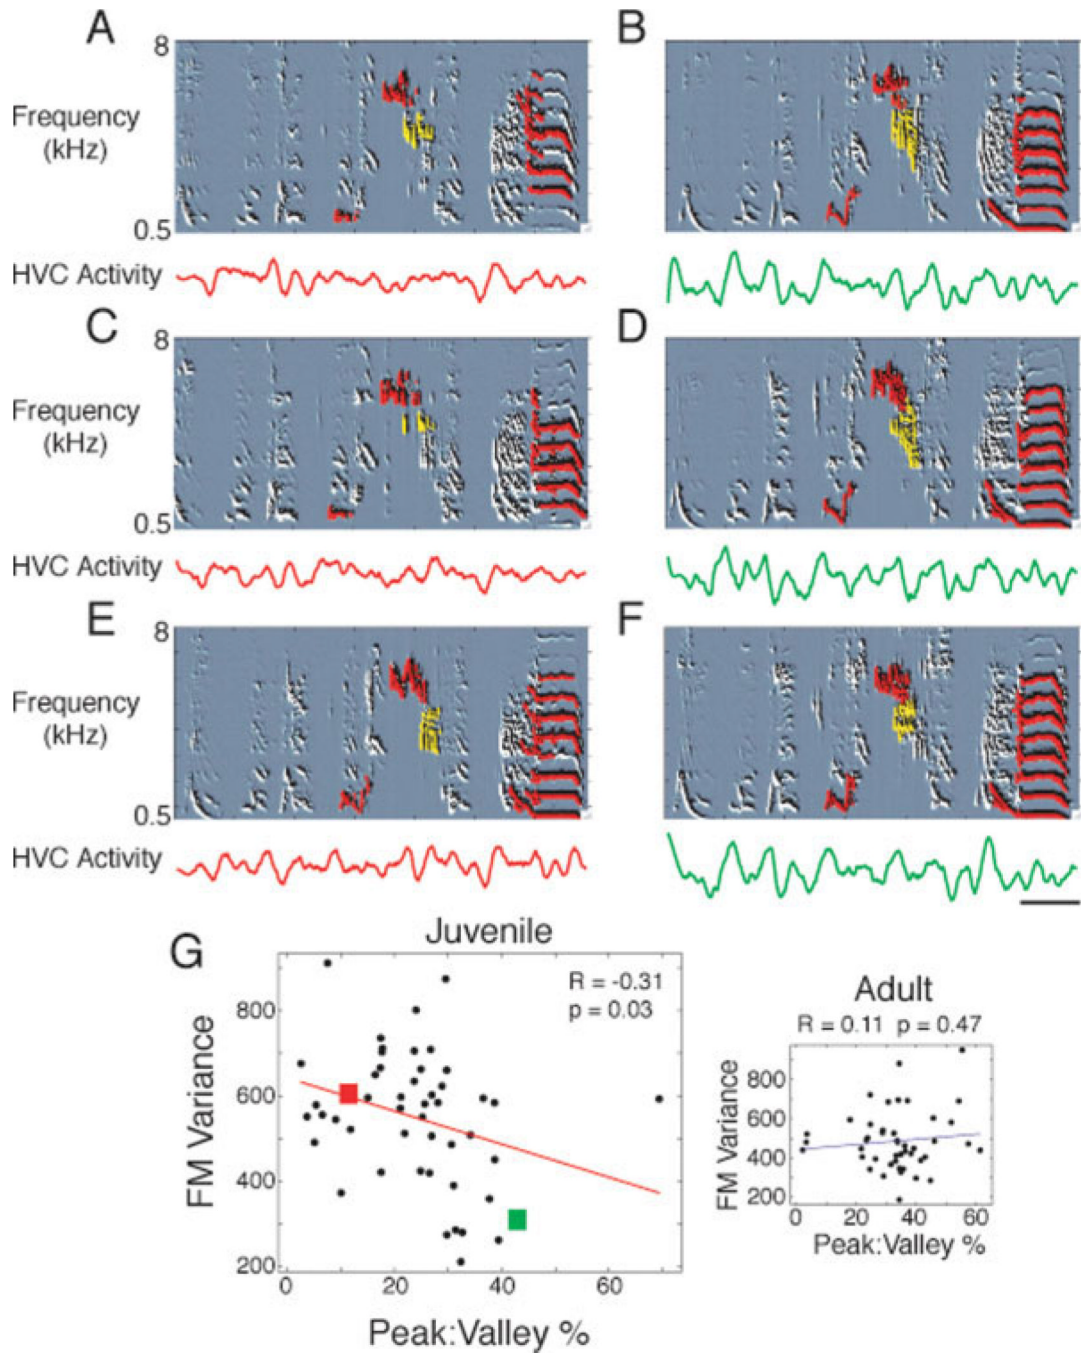 A
B
8
Frequency
(kHz)
0.5
HVC Activity
C
D
8
Frequency
(kHz)
0.5
HVC Activity
E
F
8
Frequency
(kHz)
0.5
HVC Activity
G
Juvenile
R = -0.31
p = 0.03
FM Variance
800
600
400
200
0
20
40
60
Peak:Valley %
Adult
R = 0.11 p = 0.47
FM Variance
800
600
400
200
0
20
40
60
Peak:Valley %